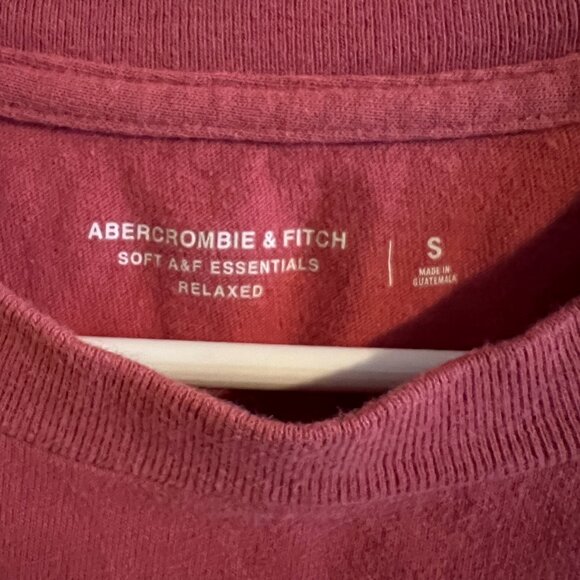 ABERCROMBIE & FITCH
SOFT A&F ESSENTIALS
RELAXED
S
MADE IN
GUATEMALA